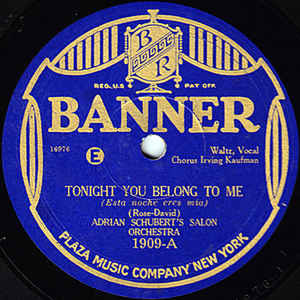 B
R
REG. U.S. PAT. OFF.
BANNER
16976
E
Waltz, Vocal
Chorus Irving Kaufman
TONIGHT YOU BELONG TO ME
(Esta noche eres mia)
(Rose-David)
ADRIAN SCHUBERT'S SALON
ORCHESTRA
1909-A
PLAZA MUSIC COMPANY NEW YORK